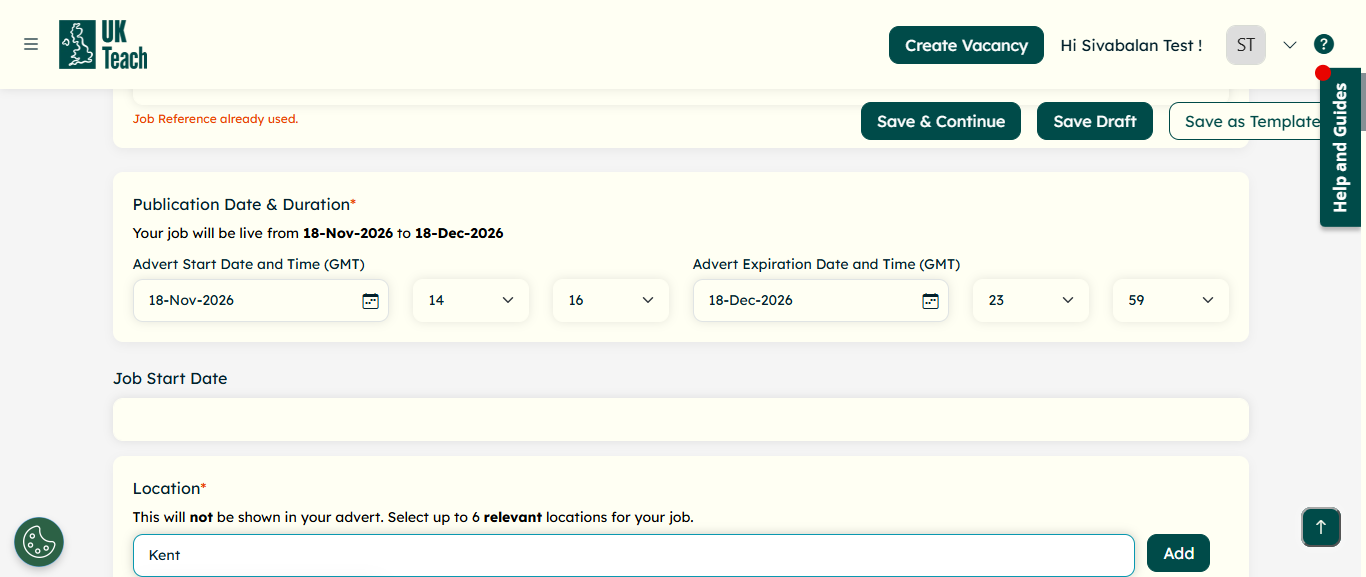 UK
Teach
Create Vacancy
Hi Sivabalan Test !
ST
?
Help and Guides
Job Reference already used.
Save & Continue
Save Draft
Save as Template
Publication Date & Duration*
Your job will be live from 18-Nov-2026 to 18-Dec-2026
Advert Start Date and Time (GMT)
Advert Expiration Date and Time (GMT)
18-Nov-2026
14
16
18-Dec-2026
23
59
Job Start Date
Location*
This will not be shown in your advert. Select up to 6 relevant locations for your job.
Kent
Add